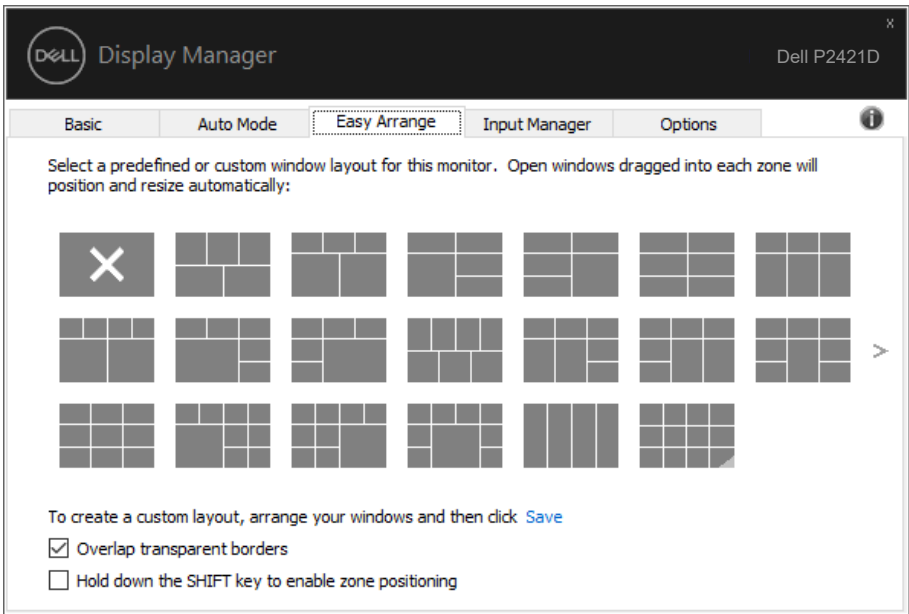 X
DELL
Display Manager
Dell P2421D
Basic
Auto Mode
Easy Arrange
Input Manager
Options
Select a predefined or custom window layout for this monitor. Open windows dragged into each zone will
position and resize automatically:
>
To create a custom layout, arrange your windows and then click Save
Overlap transparent borders
Hold down the SHIFT key to enable zone positioning